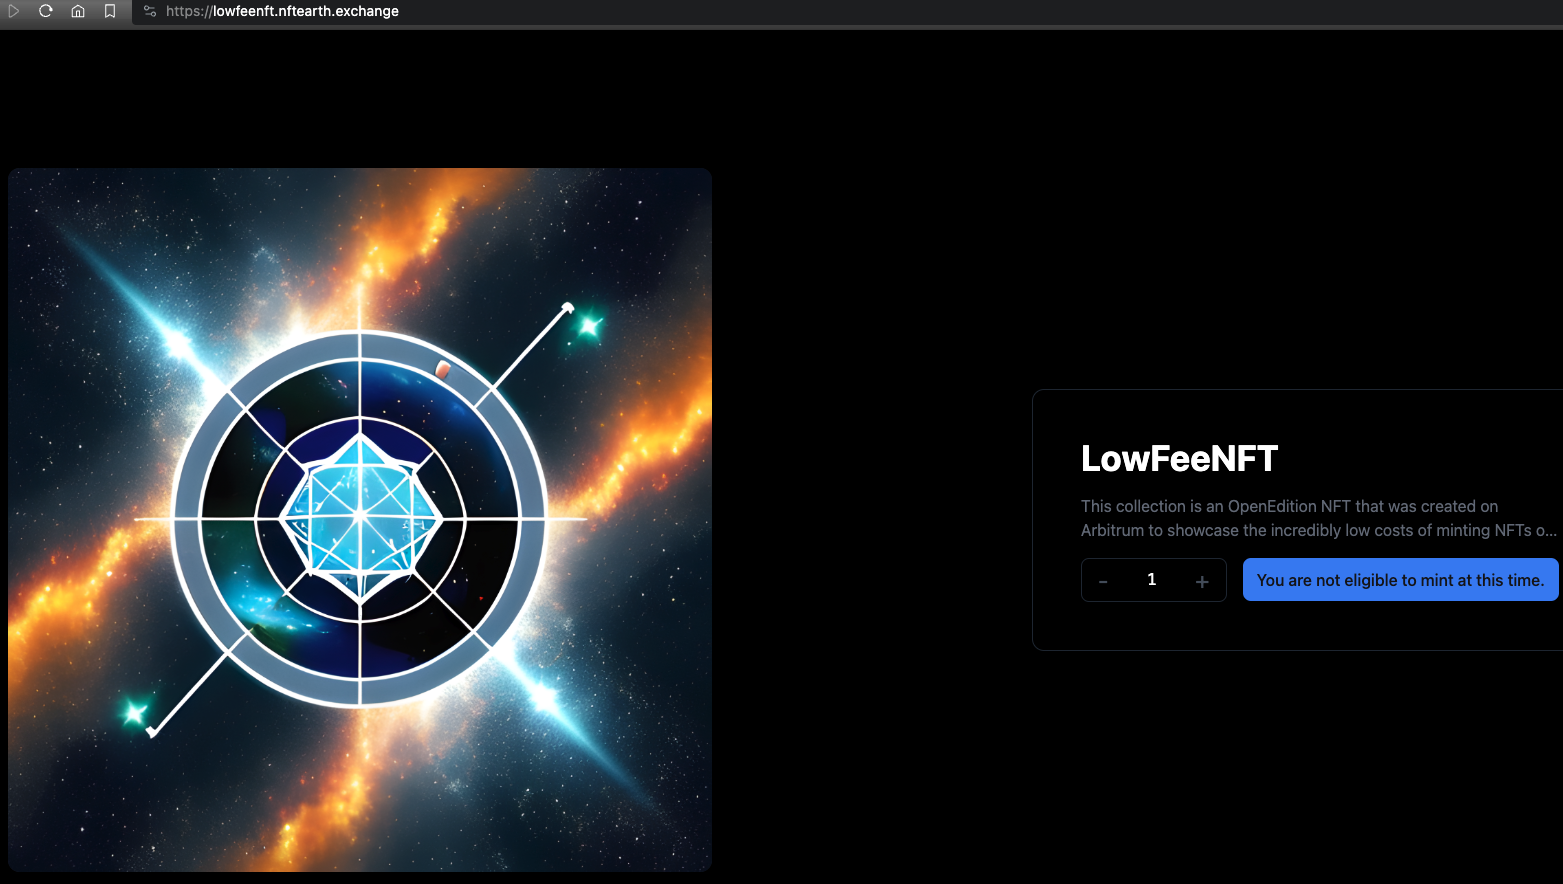 https://lowfeenft.nftearth.exchange
LowFeeNFT
This collection is an OpenEdition NFT that was created on
Arbitrum to showcase the incredibly low costs of minting NFTs o...
- 1 +
You are not eligible to mint at this time.